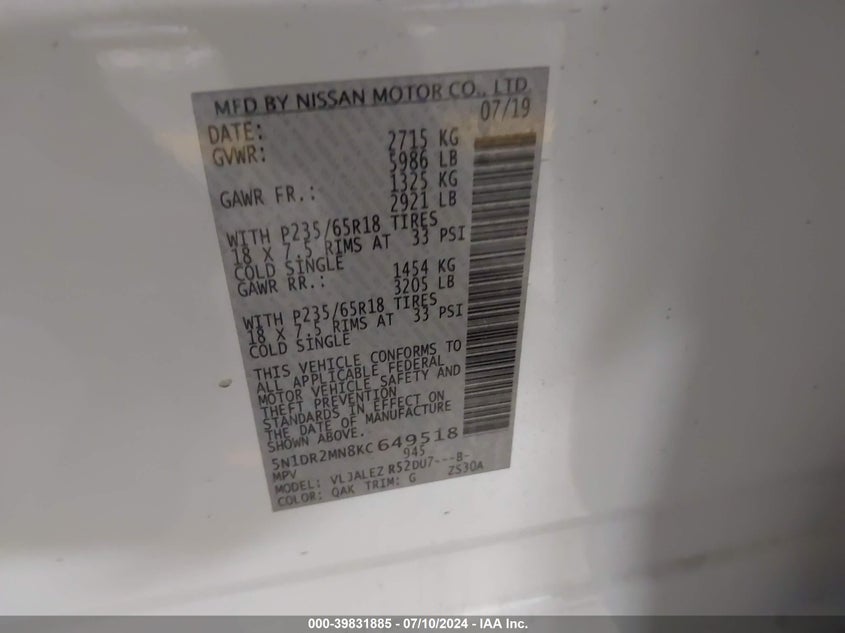 MFD BY NISSAN MOTOR CO., LTD
DATE: 07/19
GVWR: 2715 KG
5986 LB
GAWR FR.: 1325 KG
2921 LB
WITH P235/65R18 TIRES
18 X 7.5 RIMS AT 33 PSI
COLD SINGLE
GAWR RR.: 1454 KG
3205 LB
WITH P235/65R18 TIRES
18 X 7.5 RIMS AT 33 PSI
COLD SINGLE
THIS VEHICLE CONFORMS TO
ALL APPLICABLE FEDERAL
MOTOR VEHICLE SAFETY AND
THEFT PREVENTION
STANDARDS IN EFFECT ON
THE DATE OF MANUFACTURE
SHOWN ABOVE.
5N1DR2MN8KC649518
MPV 945
MODEL: VLJALEZ R52DU7---B-
COLOR: QAK TRIM: G ZS30A
000-39831885 - 07/10/2024 - IAA Inc.